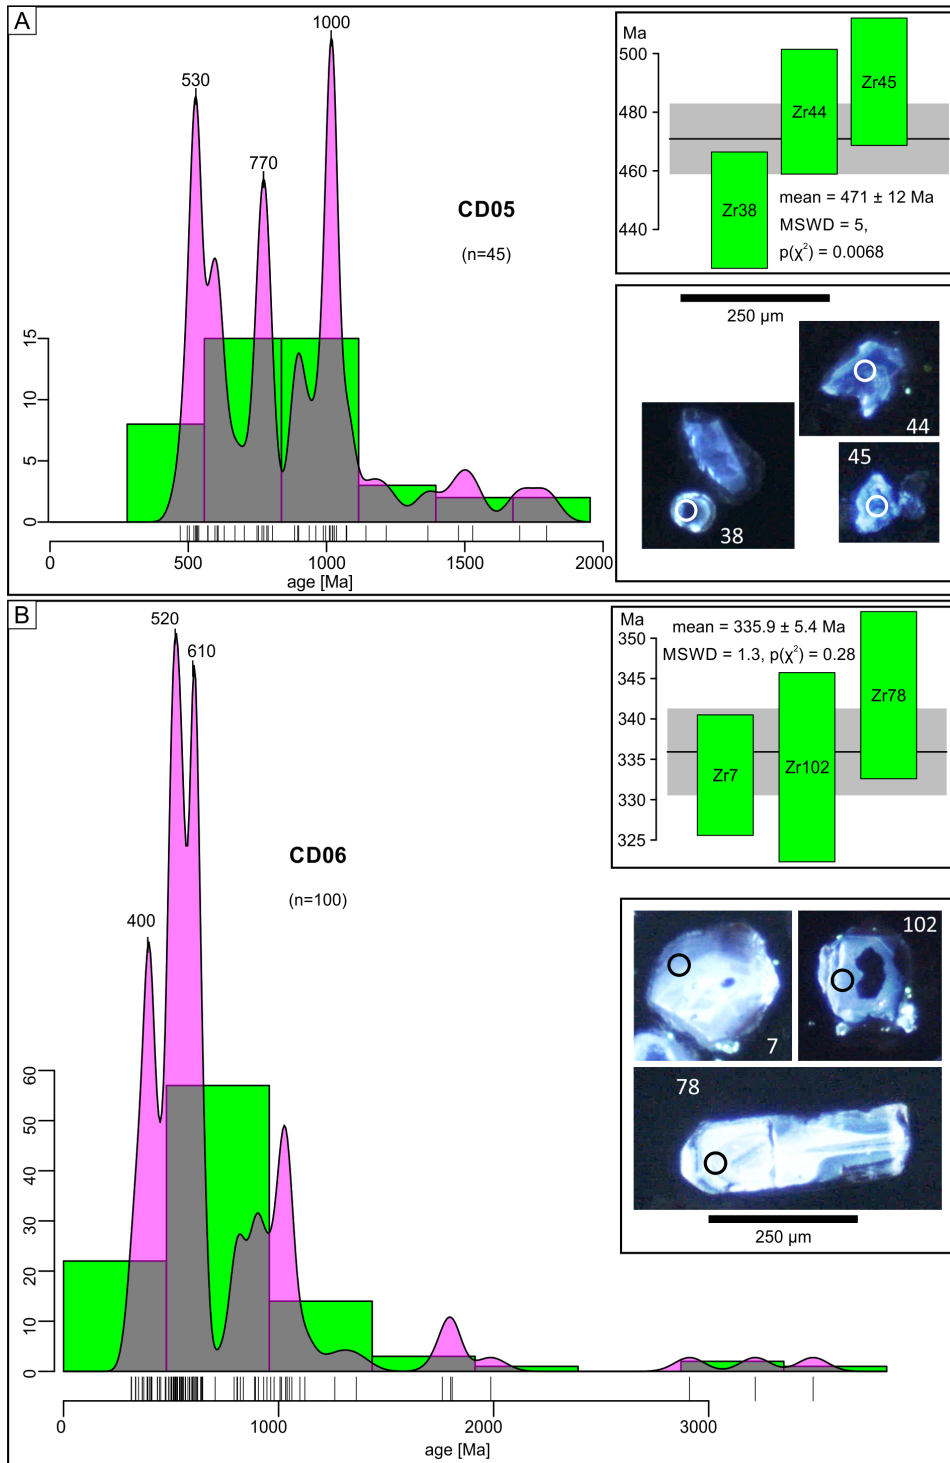 A
1000
530
770
CD05
(n=45)
15
10
5
0
0
500
1000
1500
2000
age [Ma]
Ma
500
480
460
440
Zr45
Zr44
Zr38
mean = 471 ± 12 Ma
MSWD = 5,
p(χ²) = 0.0068
250 µm
44
45
38
B
520
610
400
CD06
(n=100)
60
50
40
30
20
10
0
0
1000
2000
3000
age [Ma]
Ma
mean = 335.9 ± 5.4 Ma
MSWD = 1.3, p(χ²) = 0.28
350
345
340
335
330
325
Zr78
Zr102
Zr7
102
7
78
250 µm